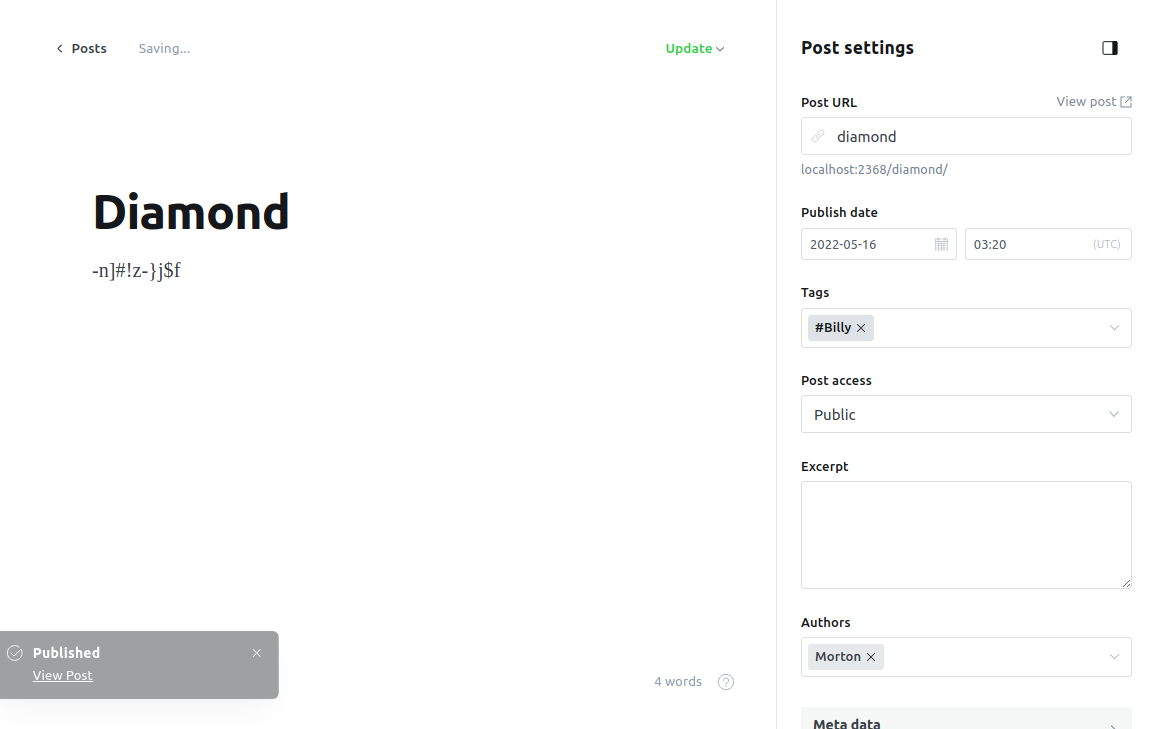 Posts
Saving...
Update
Diamond
-n]#!z-}j$f
Published
View Post
4 words
?
Post settings
Post URL
View post
diamond
localhost:2368/diamond/
Publish date
2022-05-16
03:20
(UTC)
Tags
#Billy
Post access
Public
Excerpt
Authors
Morton
Meta data